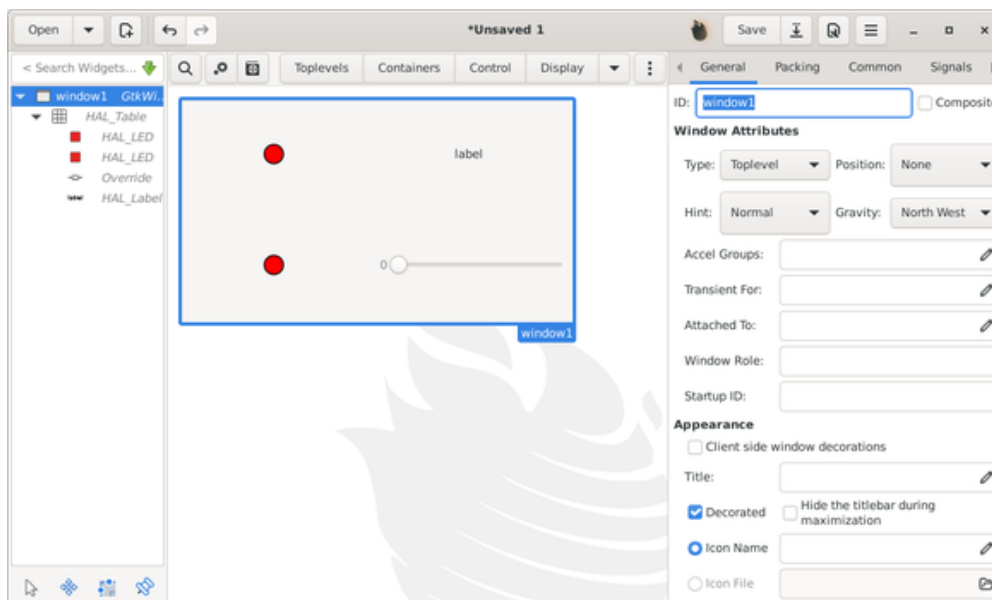 Open
*Unsaved 1
Save
< Search Widgets...
Toplevels Containers Control Display
General Packing Common Signals
window1 GtkWi..
HAL_Table
HAL_LED
HAL_LED
Override
HAL_Label
label
0
window1
ID: window1 Composit
Window Attributes
Type: Toplevel Position: None
Hint: Normal Gravity: North West
Accel Groups:
Transient For:
Attached To:
Window Role:
Startup ID:
Appearance
Client side window decorations
Title:
Decorated Hide the titlebar during
maximization
Icon Name
Icon File